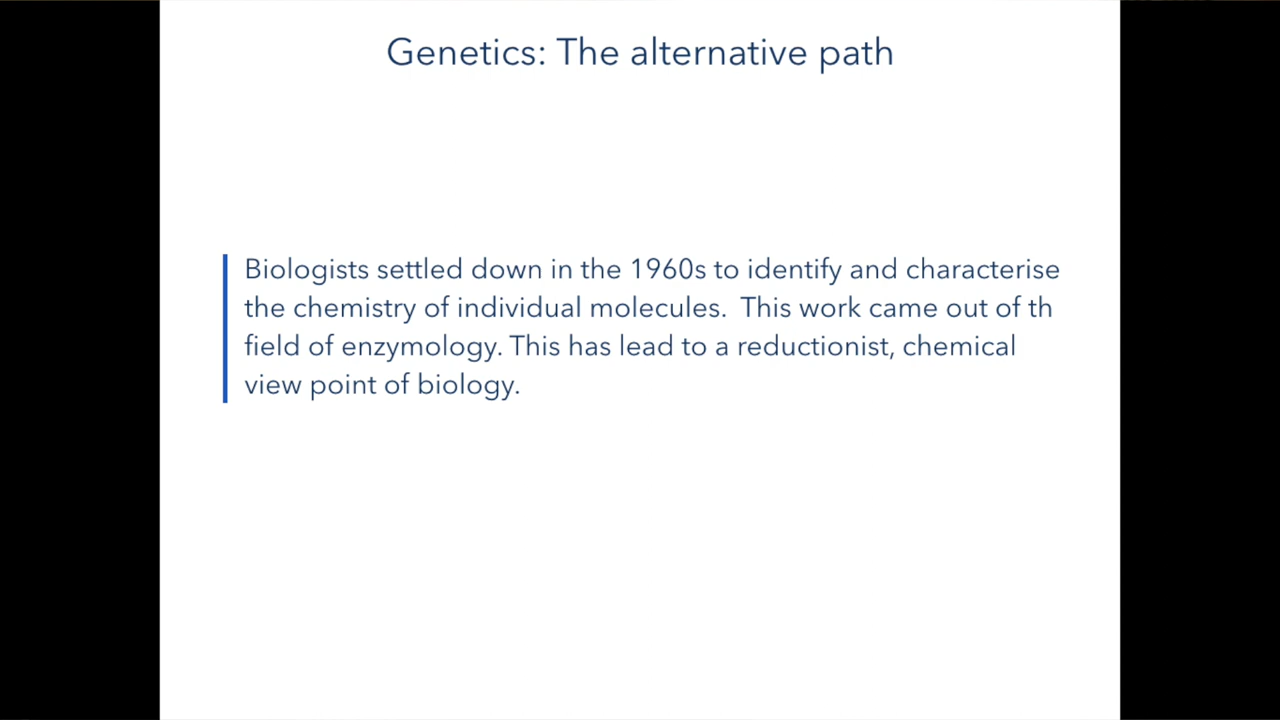 Genetics: The alternative path
Biologists settled down in the 1960s to identify and characterise
the chemistry of individual molecules.  This work came out of th
field of enzymology. This has lead to a reductionist, chemical
view point of biology.